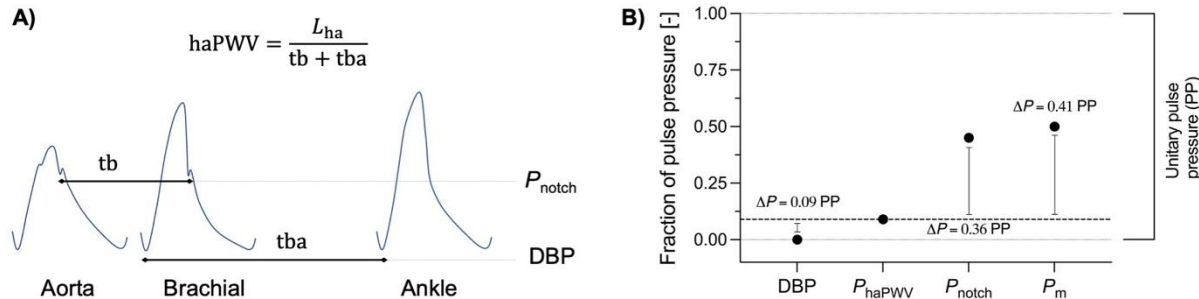 A)
haPWV = L_ha / (tb + tba)
tb
P_notch
tba
DBP
Aorta Brachial Ankle
B)
Fraction of pulse pressure [-]
1.00
0.75
0.50
0.25
0.00
ΔP = 0.09 PP
ΔP = 0.36 PP
ΔP = 0.41 PP
DBP P_haPWV P_notch P_m
Unitary pulse
pressure (PP)